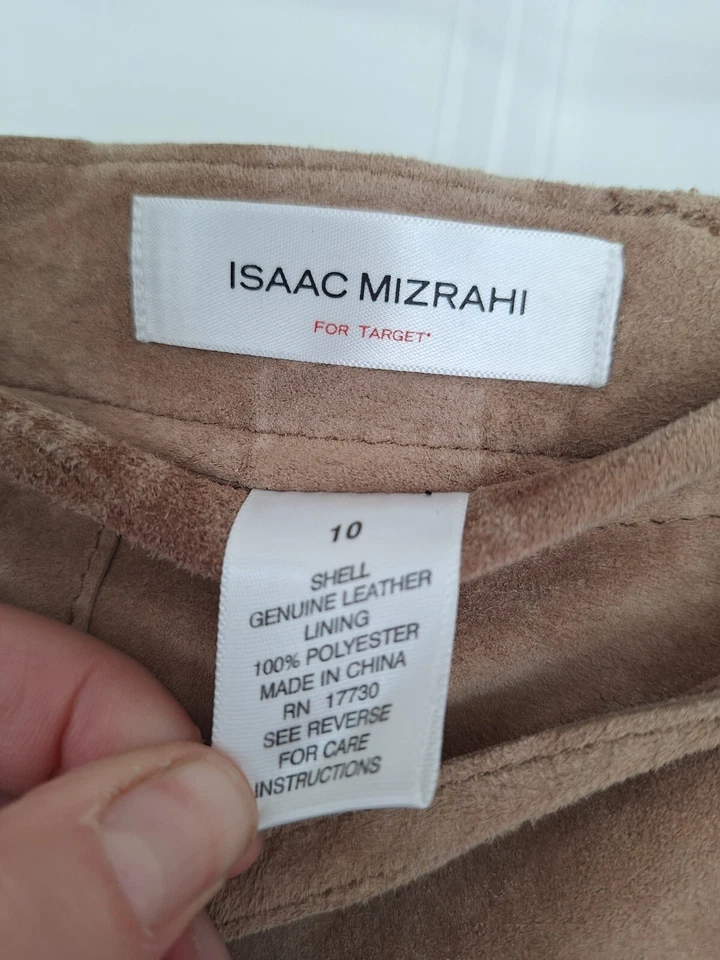 ISAAC MIZRAHI
FOR TARGET*
10
SHELL
GENUINE LEATHER
LINING
100% POLYESTER
MADE IN CHINA
RN 17730
SEE REVERSE
FOR CARE
INSTRUCTIONS